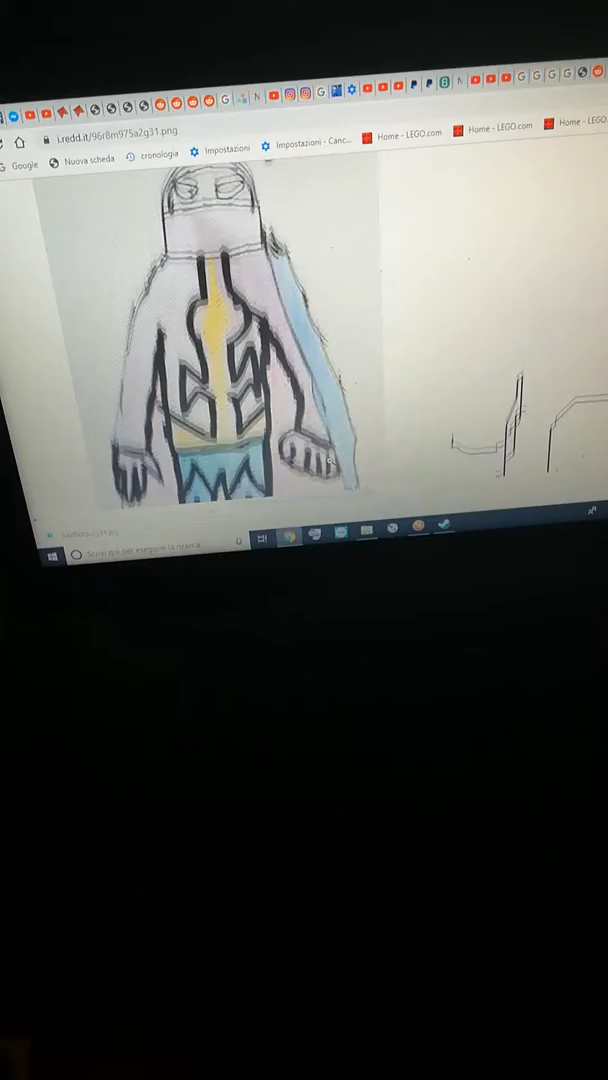 i.redd.it/96r8m975a2g31.png
Google Nuova scheda cronologia Impostazioni Impostazioni - Canc... Home - LEGO.com Home - LEGO.com Home - LEGO.
Scrivi qui per eseguire la ricerca